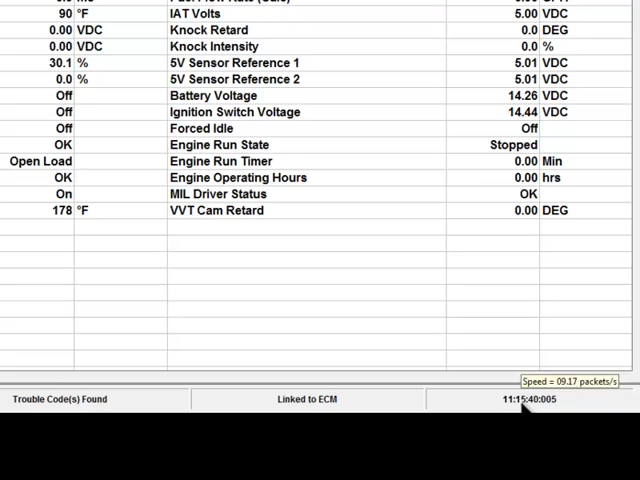 90 °F IAT Volts 5.00 VDC
0.00 VDC Knock Retard 0.0 DEG
0.00 VDC Knock Intensity 0.0 %
30.1 % 5V Sensor Reference 1 5.01 VDC
0.0 % 5V Sensor Reference 2 5.01 VDC
Off Battery Voltage 14.26 VDC
Off Ignition Switch Voltage 14.44 VDC
Off Forced Idle Off
OK Engine Run State Stopped
Open Load Engine Run Timer 0.00 Min
OK Engine Operating Hours 0.00 hrs
On MIL Driver Status OK
178 °F VVT Cam Retard 0.00 DEG
Speed = 09.17 packets/s
Trouble Code(s) Found Linked to ECM 11:15:40:005